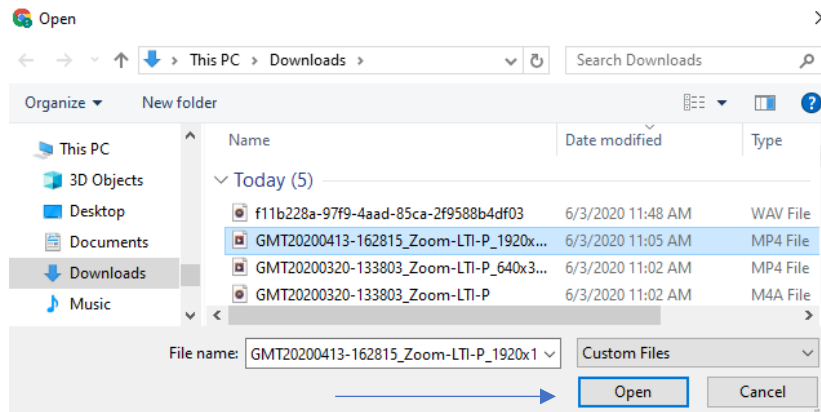 Open
This PC > Downloads >
Search Downloads
Organize
New folder
Name
Date modified
Type
This PC
3D Objects
Desktop
Documents
Downloads
Music
Today (5)
f11b228a-97f9-4aad-85ca-2f9588b4df03 6/3/2020 11:48 AM WAV File
GMT20200413-162815_Zoom-LTI-P_1920x... 6/3/2020 11:05 AM MP4 File
GMT20200320-133803_Zoom-LTI-P_640x3... 6/3/2020 11:02 AM MP4 File
GMT20200320-133803_Zoom-LTI-P 6/3/2020 11:02 AM M4A File
File name: GMT20200413-162815_Zoom-LTI-P_1920x1
Custom Files
Open
Cancel